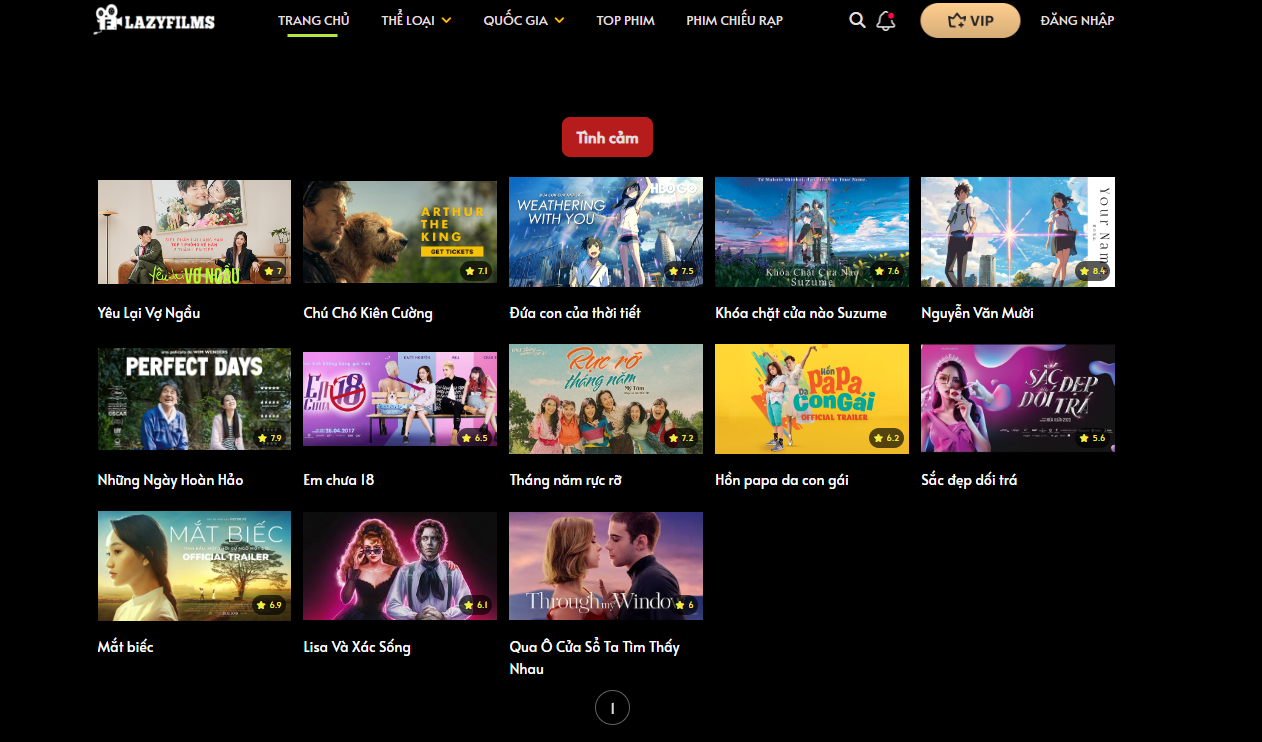 LAZYFILMS
TRANG CHỦ
THỂ LOẠI
QUỐC GIA
TOP PHIM
PHIM CHIẾU RẠP
VIP
ĐĂNG NHẬP
Tình cảm
Yêu lại VỢ NGẦU
7
Yêu Lại Vợ Ngầu
ARTHUR
THE
KING
GET TICKETS
7.1
Chú Chó Kiên Cường
HBO GO
WEATHERING
WITH YOU
7.5
Đứa con của thời tiết
Khóa Chặt Cửa Nào
Suzume
7.6
Khóa chặt cửa nào Suzume
Your Name
8.4
Nguyễn Văn Mười
PERFECT DAYS
7.9
Những Ngày Hoàn Hảo
Em
CHƯA 18
26.04.2017
6.5
Em chưa 18
Rực rỡ
tháng năm
7.2
Tháng năm rực rỡ
Hồn
PaPa
Da
ConGái
OFFICIAL TRAILER
6.2
Hồn papa da con gái
SẮC ĐẸP
DỐI TRÁ
5.6
Sắc đẹp dối trá
MẮT BIẾC
OFFICIAL TRAILER
6.9
Mắt biếc
6.1
Lisa Và Xác Sống
Through my Window
6
Qua Ô Cửa Sổ Ta Tìm Thấy
Nhau
1